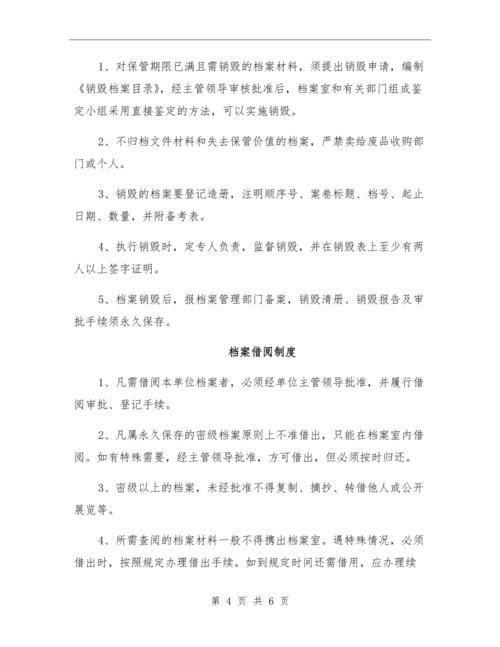 1、对保管期限已满且需销毁的档案材料，须提出销毁申请，编制
《销毁档案目录》，经主管领导审核批准后，档案室和有关部门组成鉴
定小组采用直接鉴定的方法，可以实施销毁。
2、不归档文件材料和失去保管价值的档案，严禁卖给废品收购部
门或个人。
3、销毁的档案要登记造册，注明顺序号、案卷标题、档号、起止
日期、数量，并附备考表。
4、执行销毁时，定专人负责，监督销毁，并在销毁表上至少有两
人以上签字证明。
5、档案销毁后，报档案管理部门备案，销毁清册、销毁报告及审
批手续须永久保存。
档案借阅制度
1、凡需借阅本单位档案者，必须经单位主管领导批准，并履行借
阅审批、登记手续。
2、凡属永久保存的密级档案原则上不准借出，只能在档案室内借
阅。如有特殊需要，经主管领导批准，方可借出，但必须按时归还。
3、密级以上的档案，未经批准不得复制、摘抄、转借他人或公开
展览等。
4、所需查阅的档案材料一般不得携出档案室。遇特殊情况，必须
借出时，按照规定办理借出手续。如到规定时间还需借用，应办理续
第 4 页 共 6 页